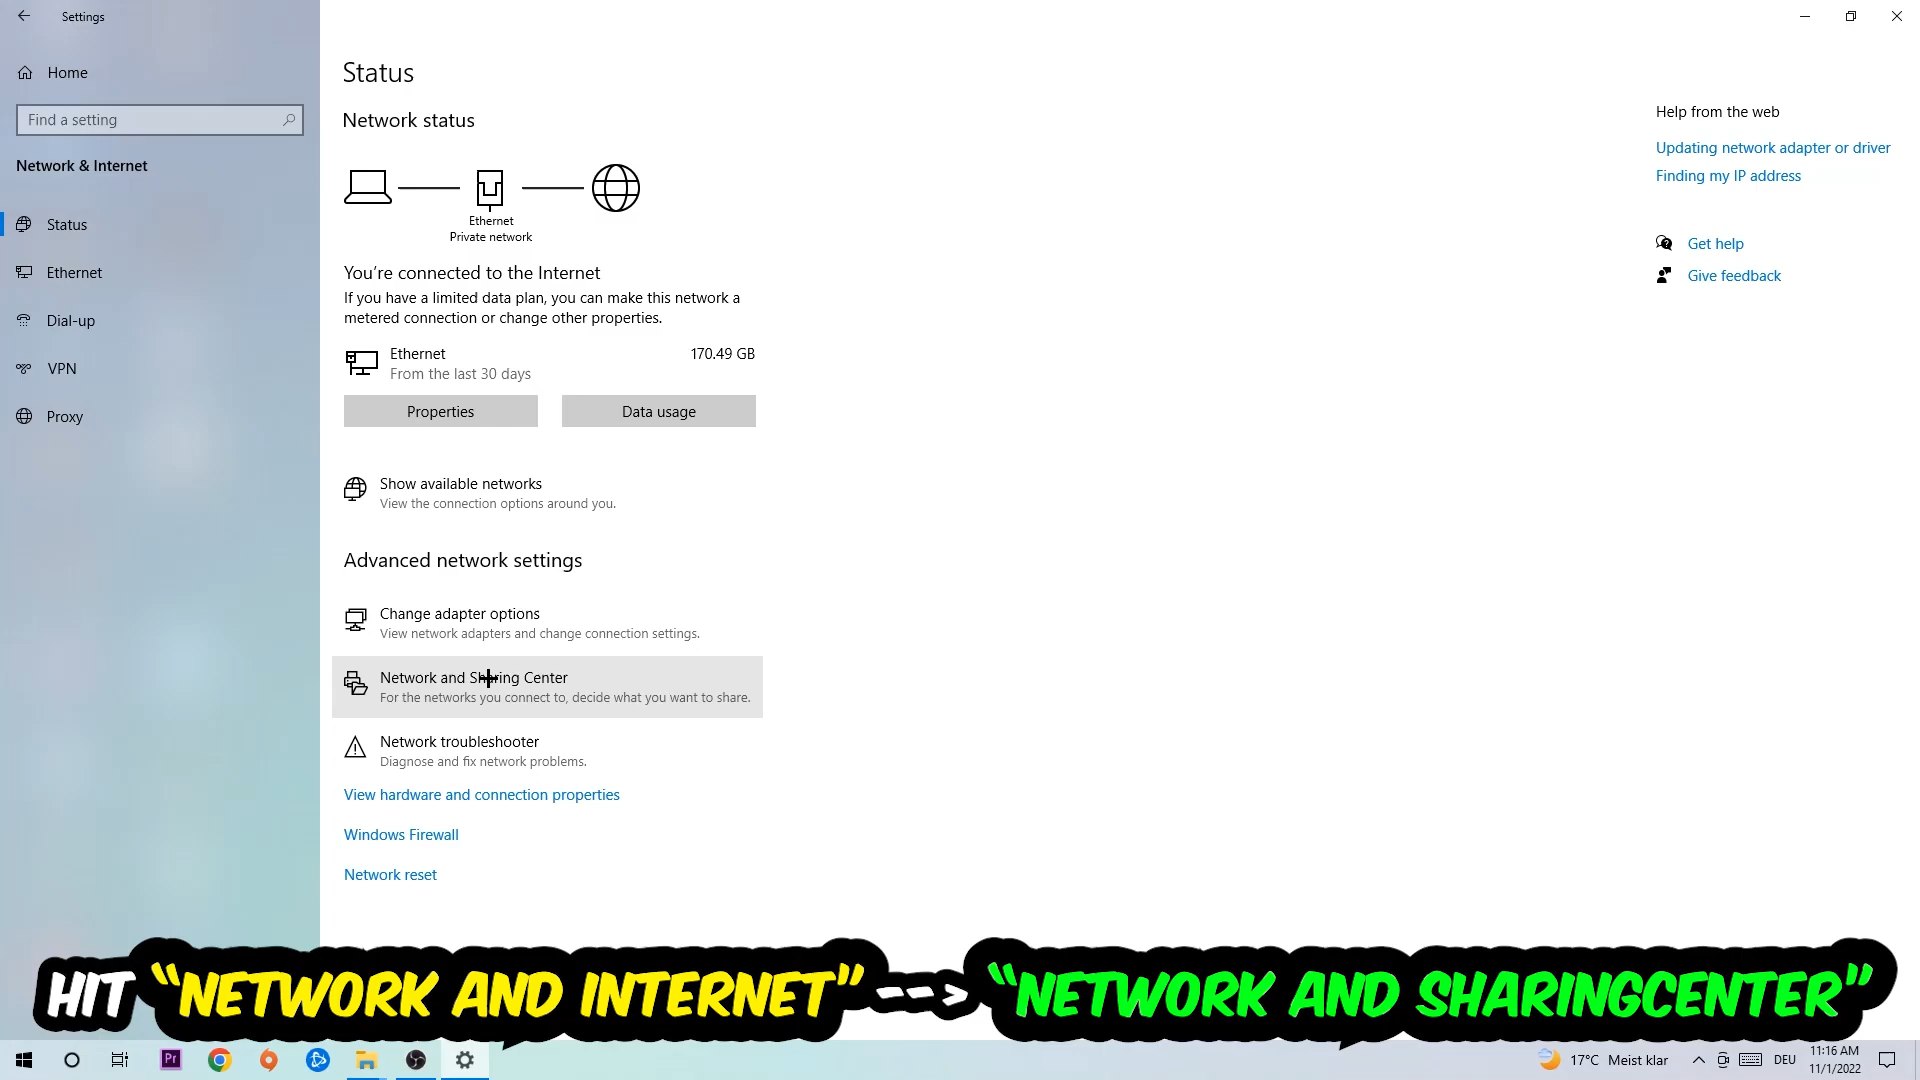 Settings
Home
Find a setting
Network & Internet
Status
Ethernet
Dial-up
VPN
Proxy
Status
Network status
Ethernet
Private network
You're connected to the Internet
If you have a limited data plan, you can make this network a
metered connection or change other properties.
Ethernet 170.49 GB
From the last 30 days
Properties Data usage
Show available networks
View the connection options around you.
Advanced network settings
Change adapter options
View network adapters and change connection settings.
Network and Sharing Center
For the networks you connect to, decide what you want to share.
Network troubleshooter
Diagnose and fix network problems.
View hardware and connection properties
Windows Firewall
Network reset
Help from the web
Updating network adapter or driver
Finding my IP address
Get help
Give feedback
HIT "NETWORK AND INTERNET" --> "NETWORK AND SHARINGCENTER"
Pr
17°C Meist klar
DEU
11:16 AM
11/1/2022